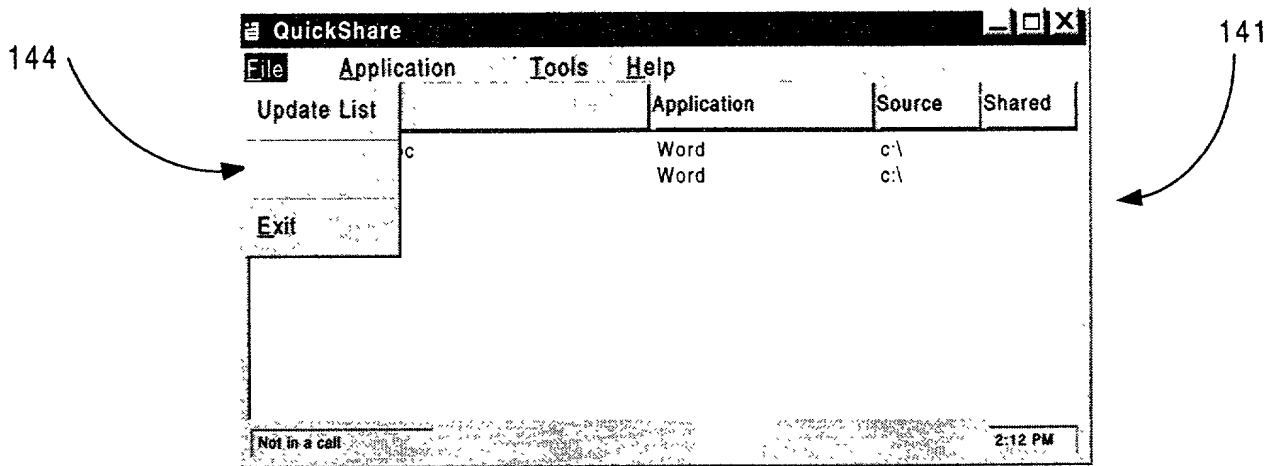 QuickShare
144
141
File Application Tools Help
Update List
Application Source Shared
oc Word c:\
Word c:\
Exit
Not in a call
2:12 PM